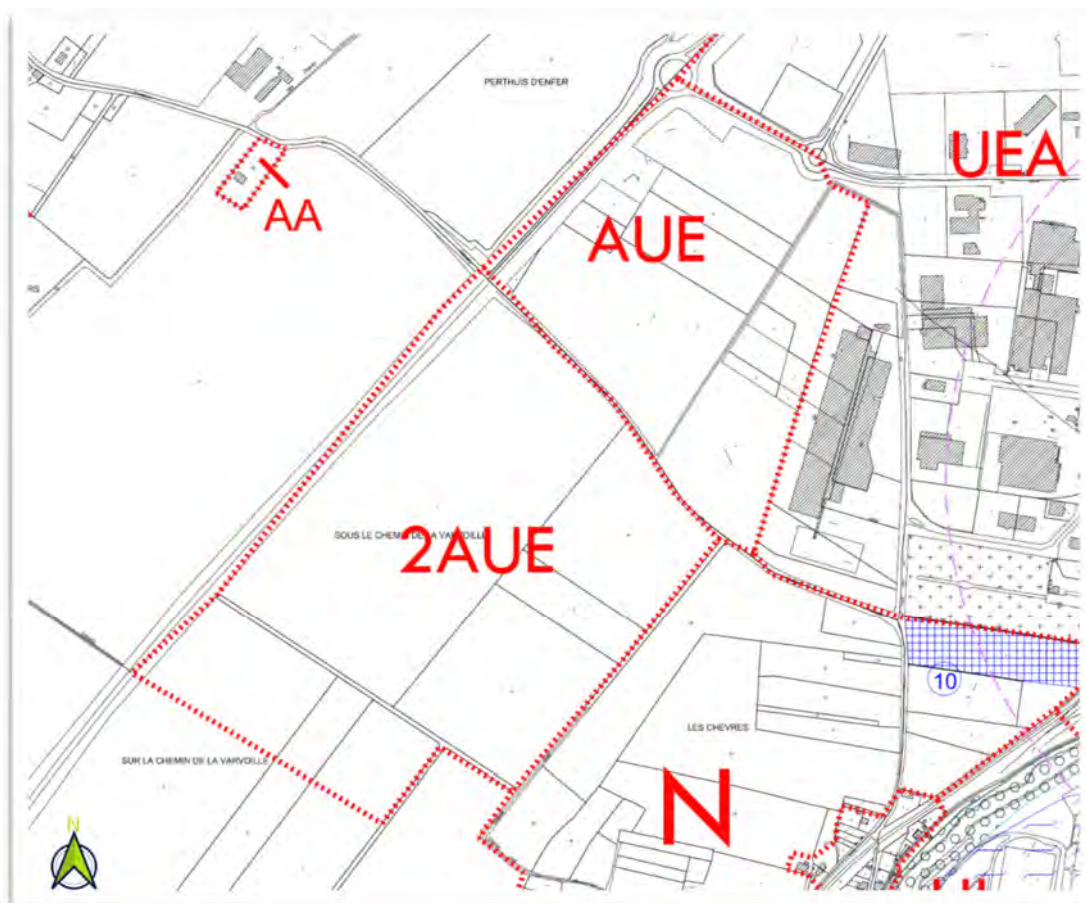 PERTHUIS D'ENFER
UEA
AA
AUE
RS
SOUS LE CHEMIN DE LA VARVOILLE
2AUE
10
LES CHEVRES
SUR LA CHEMIN DE LA VARVOILLE
N
N